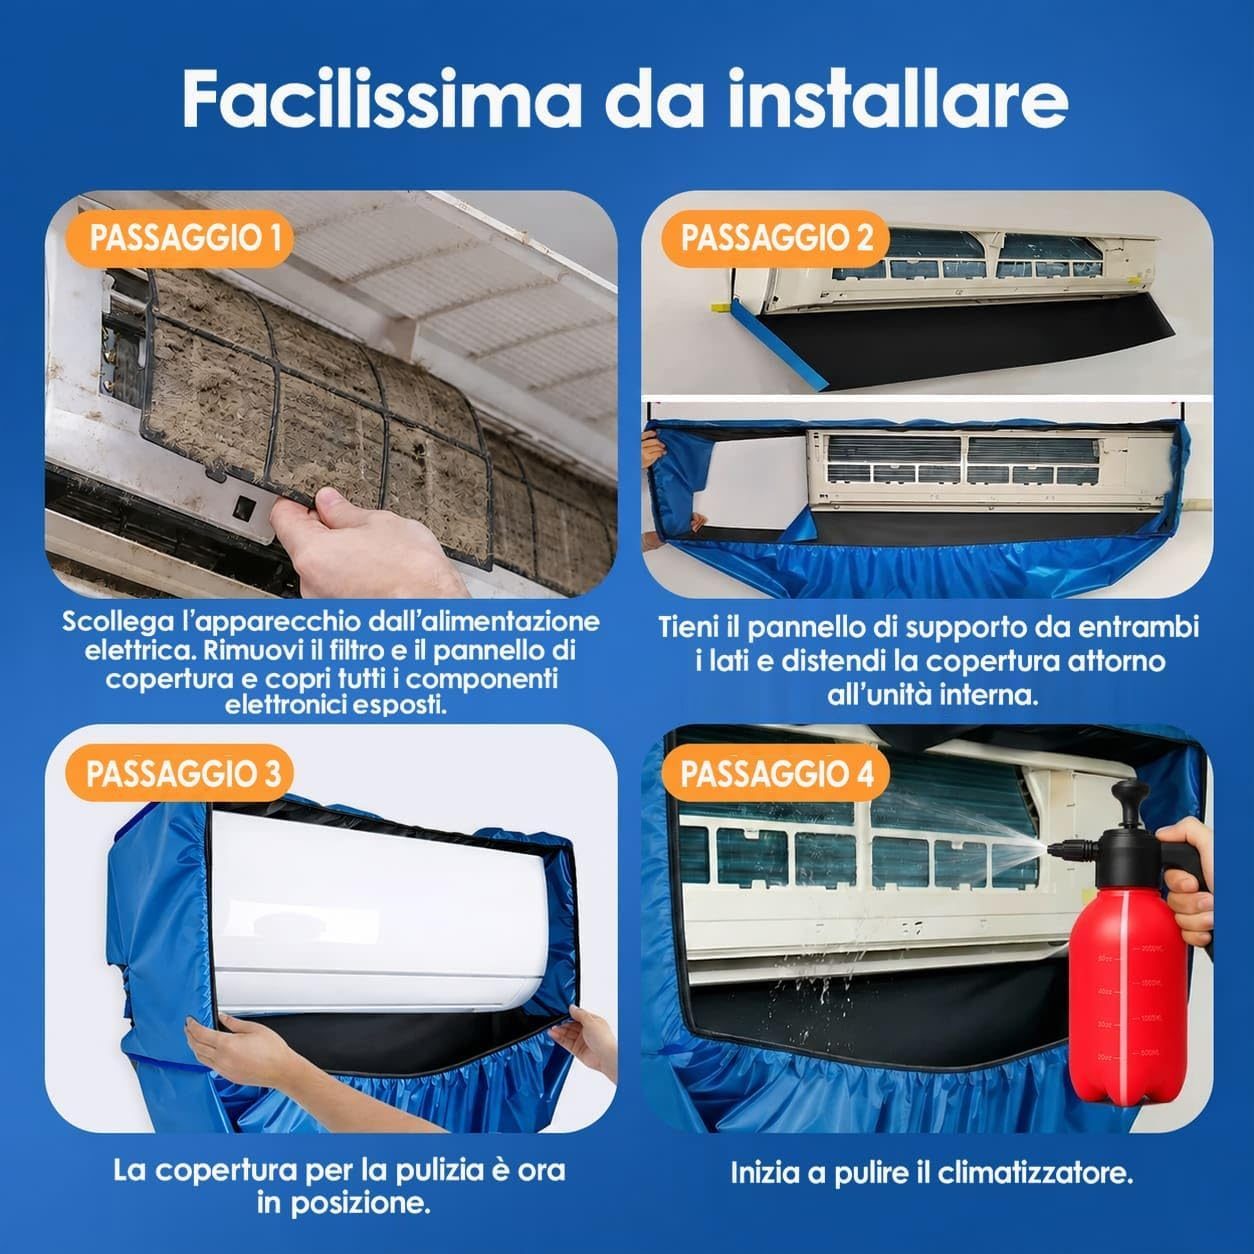 Facilissima da installare
PASSAGGIO 1
PASSAGGIO 2
Scollega l'apparecchio dall'alimentazione
elettrica. Rimuovi il filtro e il pannello di
copertura e copri tutti i componenti
elettronici esposti.
Tieni il pannello di supporto da entrambi
i lati e distendi la copertura attorno
all'unità interna.
PASSAGGIO 3
PASSAGGIO 4
La copertura per la pulizia è ora
in posizione.
Inizia a pulire il climatizzatore.